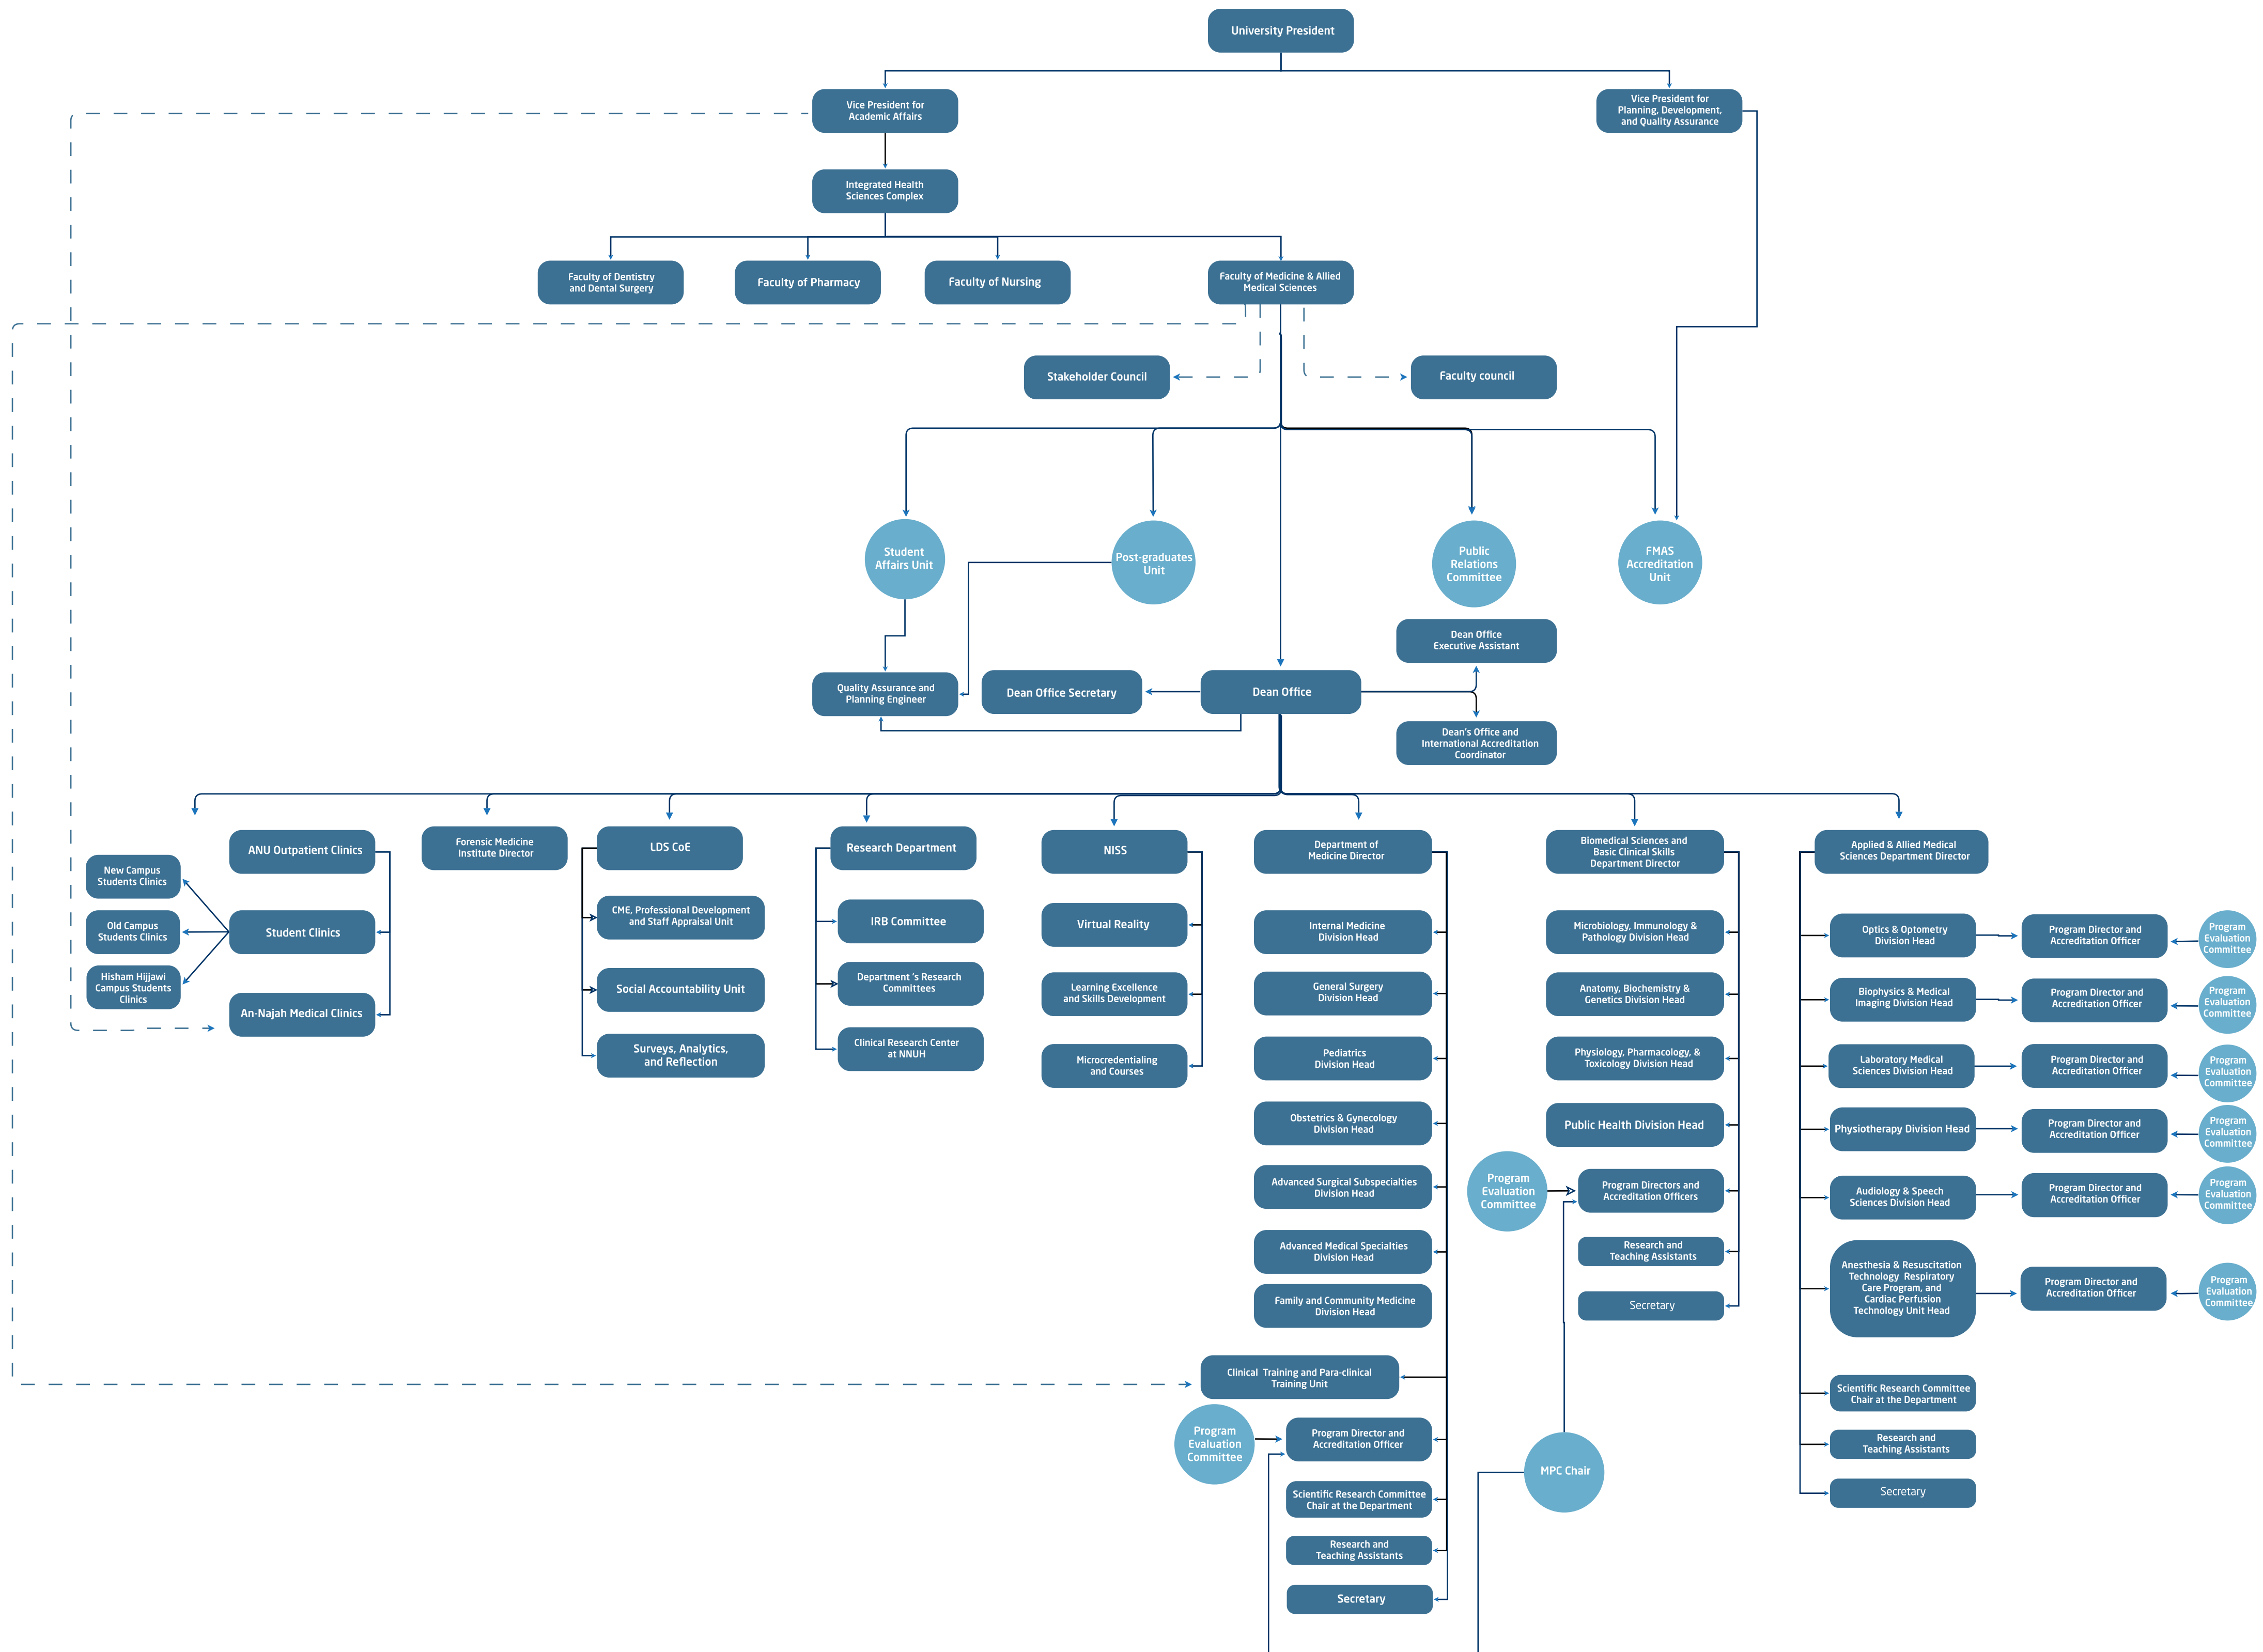 University President
Vice President for
Academic Affairs
Vice President for
Planning, Development,
and Quality Assurance
Integrated Health
Sciences Complex
Faculty of Dentistry
and Dental Surgery
Faculty of Pharmacy
Faculty of Nursing
Faculty of Medicine & Allied
Medical Sciences
Stakeholder Council
Faculty council
Student
Affairs Unit
Post-graduates
Unit
Public
Relations
Committee
FMAS
Accreditation
Unit
Dean Office
Executive Assistant
Quality Assurance and
Planning Engineer
Dean Office Secretary
Dean Office
Dean's Office and
International Accreditation
Coordinator
ANU Outpatient Clinics
New Campus
Students Clinics
Old Campus
Students Clinics
Student Clinics
Hisham Hijjawi
Campus Students
Clinics
An-Najah Medical Clinics
Forensic Medicine
Institute Director
LDS CoE
CME, Professional Development
and Staff Appraisal Unit
Social Accountability Unit
Surveys, Analytics,
and Reflection
Research Department
IRB Committee
Department 's Research
Committees
Clinical Research Center
at NNUH
NISS
Virtual Reality
Learning Excellence
and Skills Development
Microcredentialing
and Courses
Department of
Medicine Director
Internal Medicine
Division Head
General Surgery
Division Head
Pediatrics
Division Head
Obstetrics & Gynecology
Division Head
Advanced Surgical Subspecialties
Division Head
Advanced Medical Specialties
Division Head
Family and Community Medicine
Division Head
Clinical  Training and Para-clinical
Training Unit
Program
Evaluation
Committee
Program Director and
Accreditation Officer
Scientific Research Committee
Chair at the Department
Research and
Teaching Assistants
Secretary
Biomedical Sciences and
Basic Clinical Skills
Department Director
Microbiology, Immunology &
Pathology Division Head
Anatomy, Biochemistry &
Genetics Division Head
Physiology, Pharmacology, &
Toxicology Division Head
Public Health Division Head
Program
Evaluation
Committee
Program Directors and
Accreditation Officers
Research and
Teaching Assistants
Secretary
MPC Chair
Applied & Allied Medical
Sciences Department Director
Optics & Optometry
Division Head
Program Director and
Accreditation Officer
Program
Evaluation
Committee
Biophysics & Medical
Imaging Division Head
Program Director and
Accreditation Officer
Program
Evaluation
Committee
Laboratory Medical
Sciences Division Head
Program Director and
Accreditation Officer
Program
Evaluation
Committee
Physiotherapy Division Head
Program Director and
Accreditation Officer
Program
Evaluation
Committee
Audiology & Speech
Sciences Division Head
Program Director and
Accreditation Officer
Program
Evaluation
Committee
Anesthesia & Resuscitation
Technology  Respiratory
Care Program, and
Cardiac Perfusion
Technology Unit Head
Program Director and
Accreditation Officer
Program
Evaluation
Committee
Scientific Research Committee
Chair at the Department
Research and
Teaching Assistants
Secretary